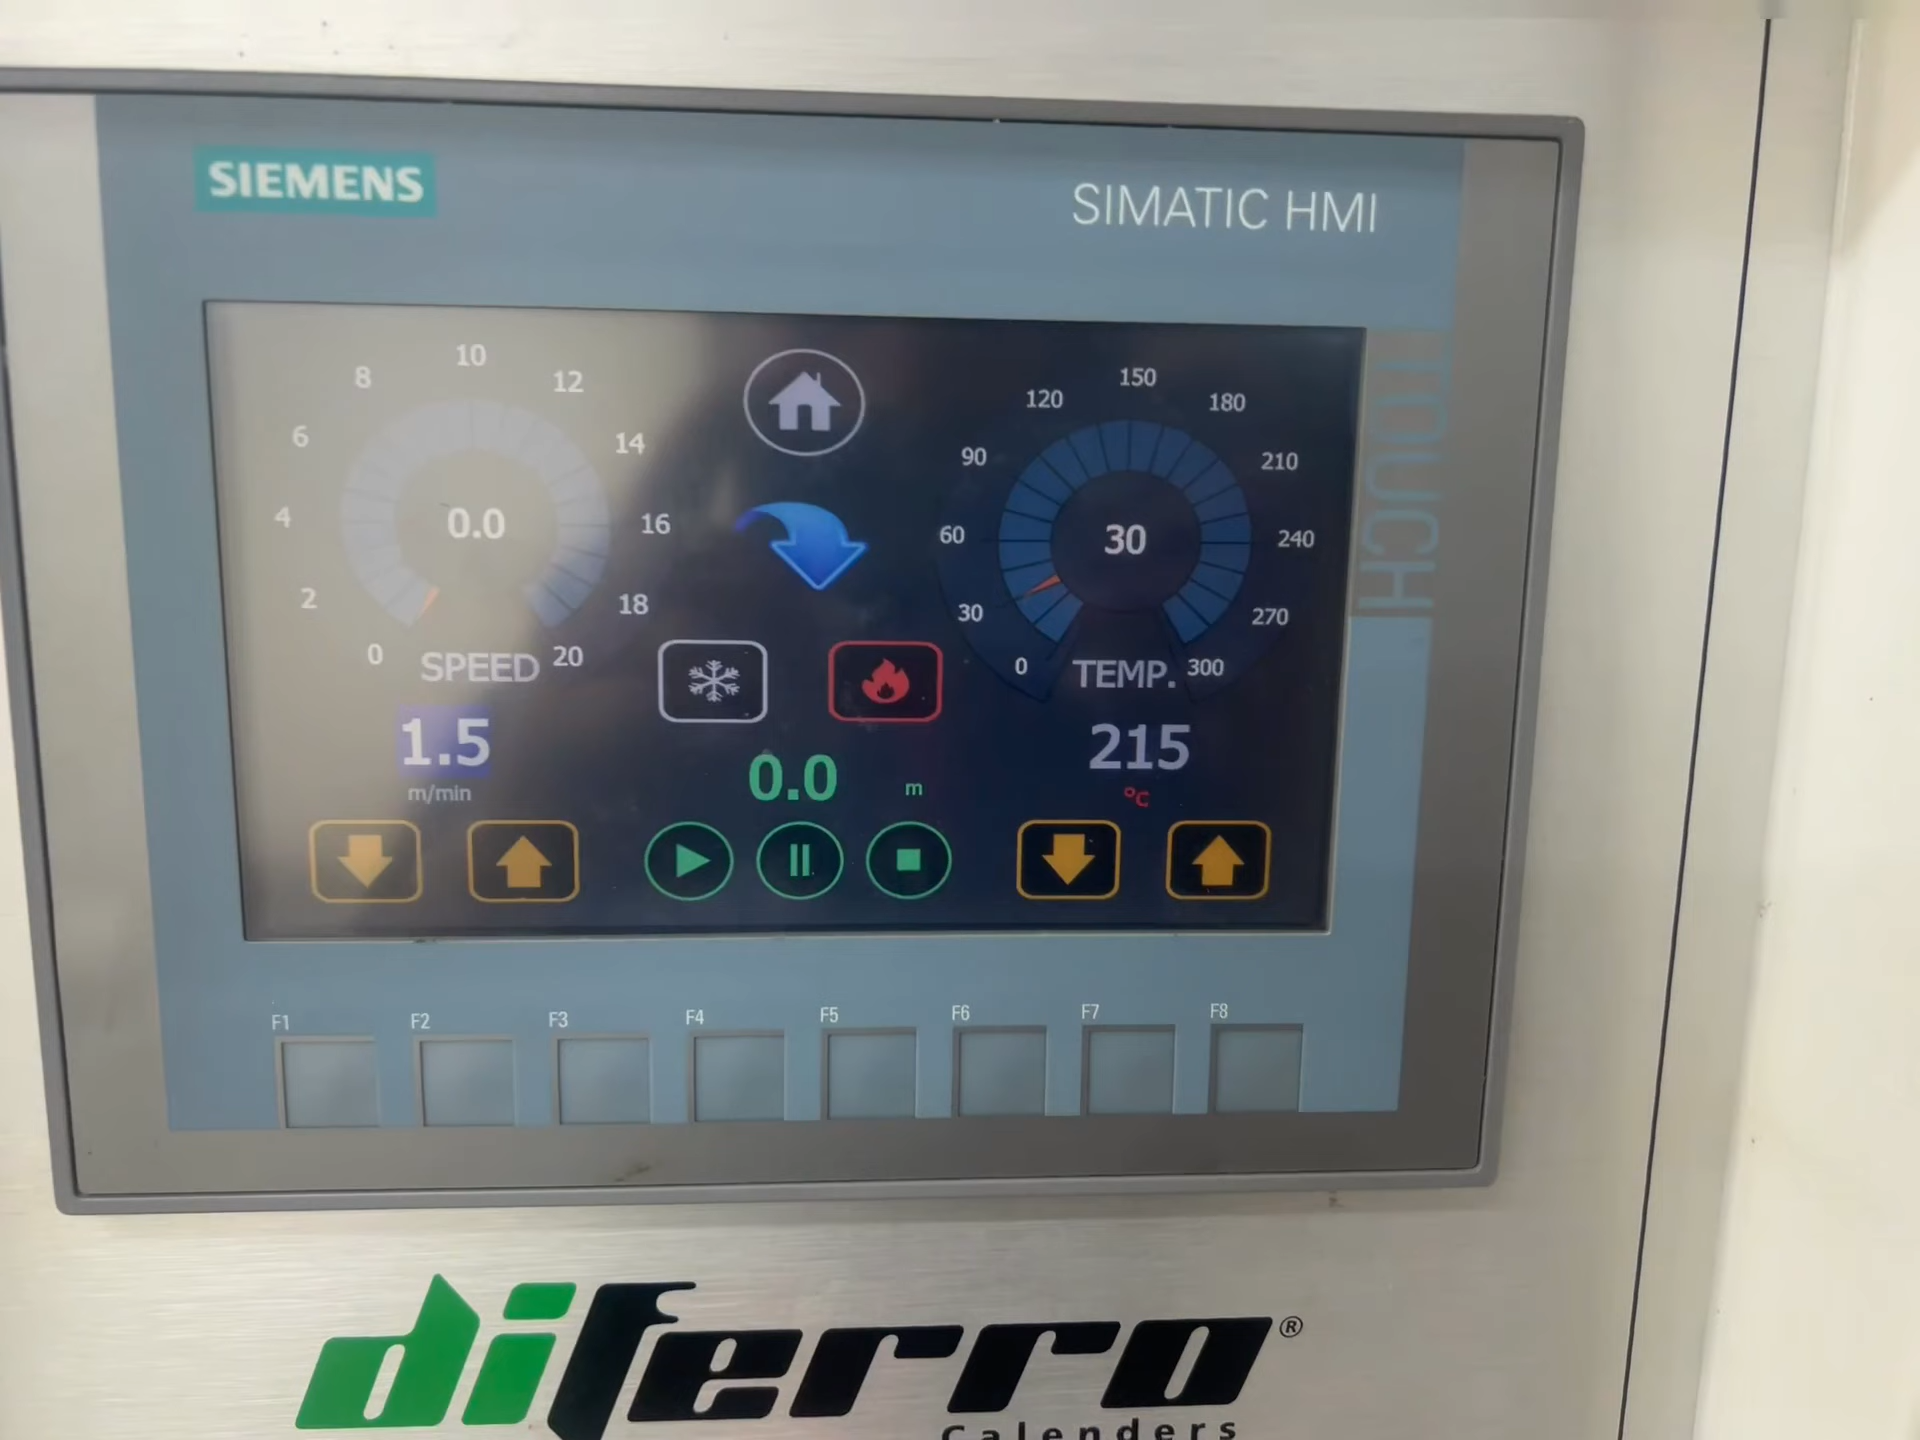 SIEMENS
SIMATIC HMI
TOUCH
0 2 4 6 8 10 12 14 16 18 20
0.0
SPEED
1.5
m/min
0 30 60 90 120 150 180 210 240 270 300
30
TEMP.
215
°C
0.0 m
F1 F2 F3 F4 F5 F6 F7 F8
diferro®
Calenders